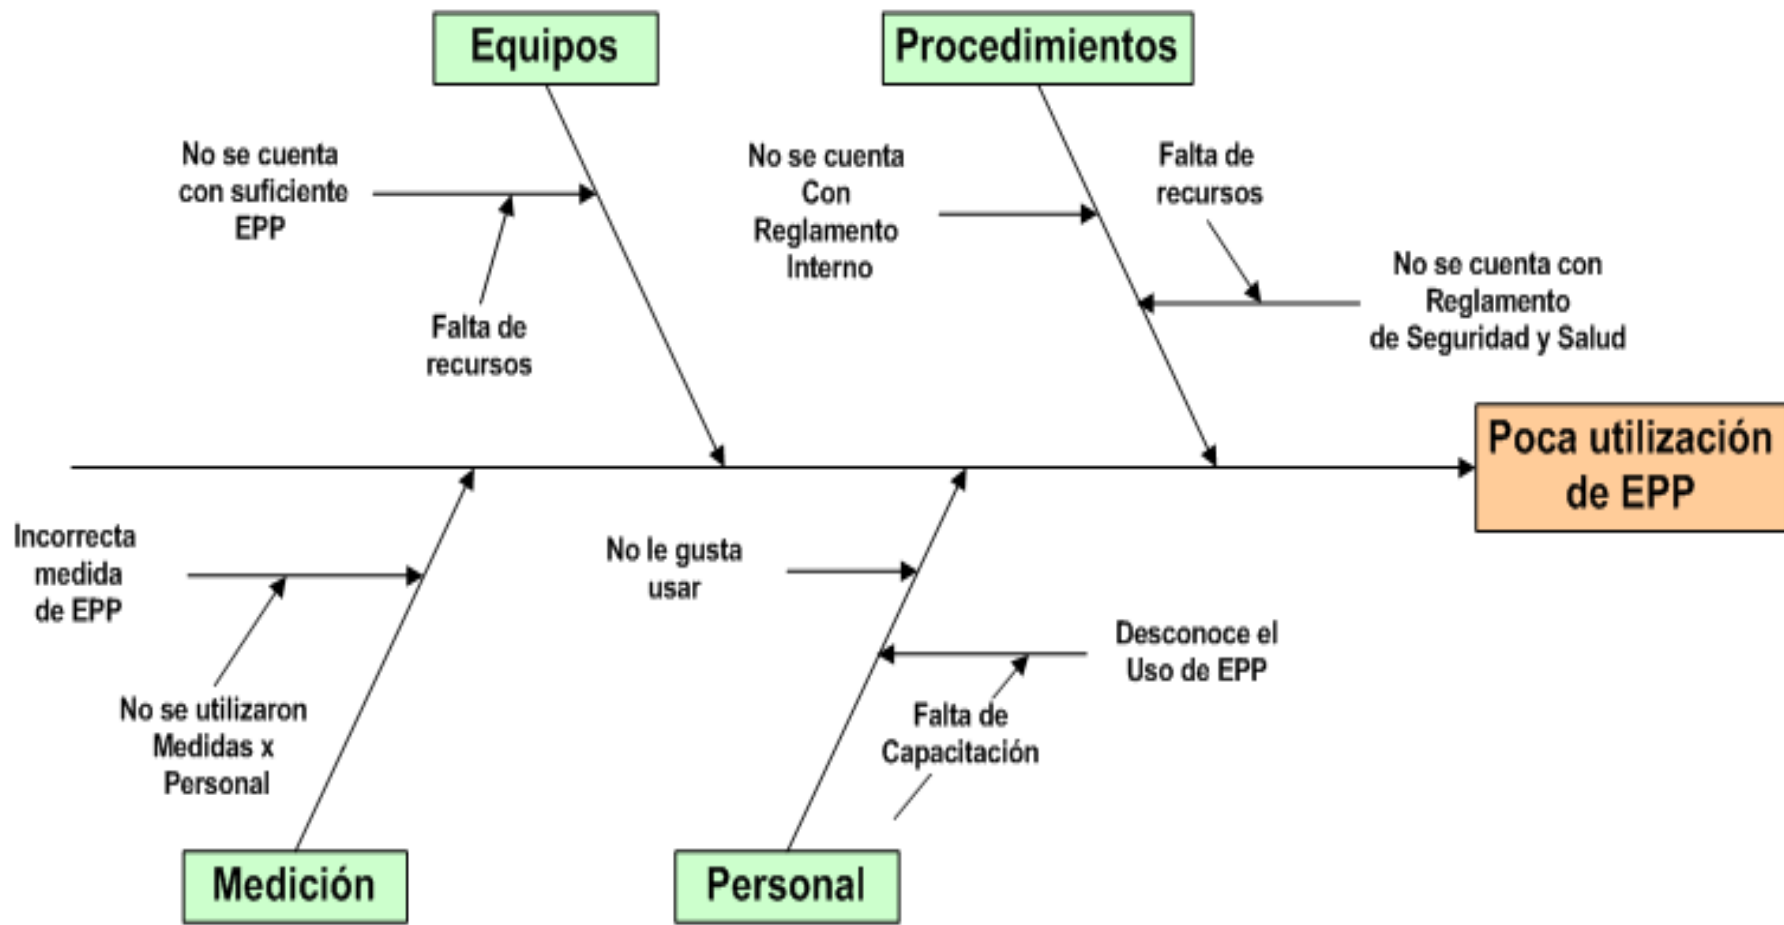 Equipos
Procedimientos
No se cuenta
con suficiente
EPP
Falta de
recursos
No se cuenta
Con
Reglamento
Interno
Falta de
recursos
No se cuenta con
Reglamento
de Seguridad y Salud
Poca utilización
de EPP
Incorrecta
medida
de EPP
No se utilizaron
Medidas x
Personal
No le gusta
usar
Desconoce el
Uso de EPP
Falta de
Capacitación
Medición
Personal